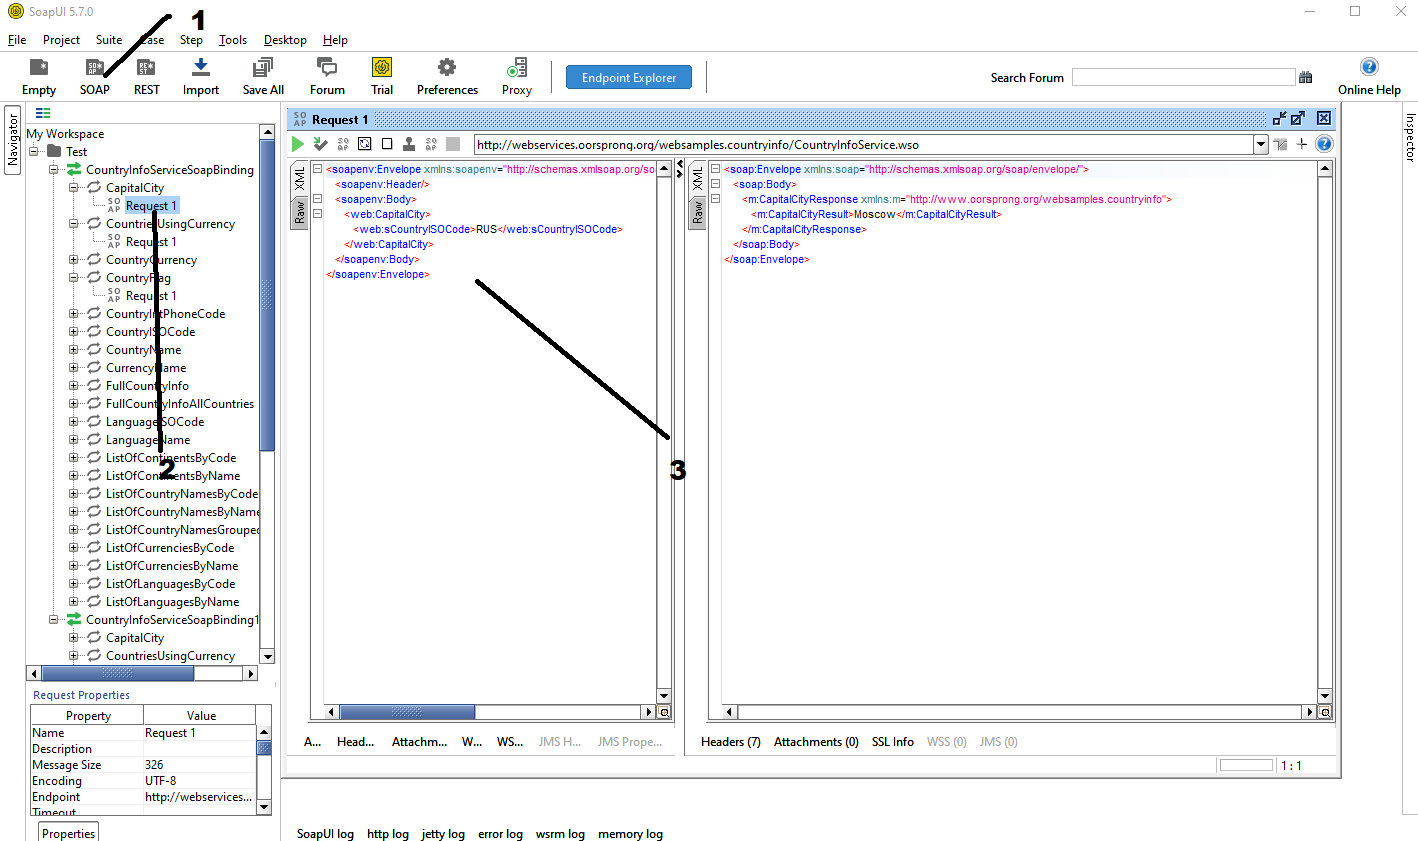 SoapUI 5.7.0
1
File Project Suite Case Step Tools Desktop Help
Empty SOAP REST Import Save All Forum Trial Preferences Proxy Endpoint Explorer Search Forum Online Help
Navigator
Inspector
My Workspace
Test
CountryInfoServiceSoapBinding
CapitalCity
Request 1
CountriesUsingCurrency
Request 1
CountryCurrency
CountryFlag
Request 1
CountryIntPhoneCode
CountryISOCode
CountryName
CurrencyName
FullCountryInfo
FullCountryInfoAllCountries
LanguageISOCode
LanguageName
ListOfContinentsByCode
2
ListOfContinentsByName
ListOfCountryNamesByCode
ListOfCountryNamesByName
ListOfCountryNamesGrouped
ListOfCurrenciesByCode
ListOfCurrenciesByName
ListOfLanguagesByCode
ListOfLanguagesByName
CountryInfoServiceSoapBinding1
CapitalCity
CountriesUsingCurrency
Request Properties
Property Value
Name Request 1
Description
Message Size 326
Encoding UTF-8
Endpoint http://webservices...
Timeout
Properties
SO AP Request 1
http://webservices.oorsprong.org/websamples.countryinfo/CountryInfoService.wso
XML
Raw
<soapenv:Envelope xmlns:soapenv="http://schemas.xmlsoap.org/soa
<soapenv:Header/>
<soapenv:Body>
<web:CapitalCity>
<web:sCountryISOCode>RUS</web:sCountryISOCode>
</web:CapitalCity>
</soapenv:Body>
</soapenv:Envelope>
3
A... Head... Attachm... W... WS... JMS H... JMS Prope...
XML
Raw
<soap:Envelope xmlns:soap="http://schemas.xmlsoap.org/soap/envelope/">
<soap:Body>
<m:CapitalCityResponse xmlns:m="http://www.oorsprong.org/websamples.countryinfo">
<m:CapitalCityResult>Moscow</m:CapitalCityResult>
</m:CapitalCityResponse>
</soap:Body>
</soap:Envelope>
Headers (7) Attachments (0) SSL Info WSS (0) JMS (0)
1 : 1
SoapUI log http log jetty log error log wsrm log memory log